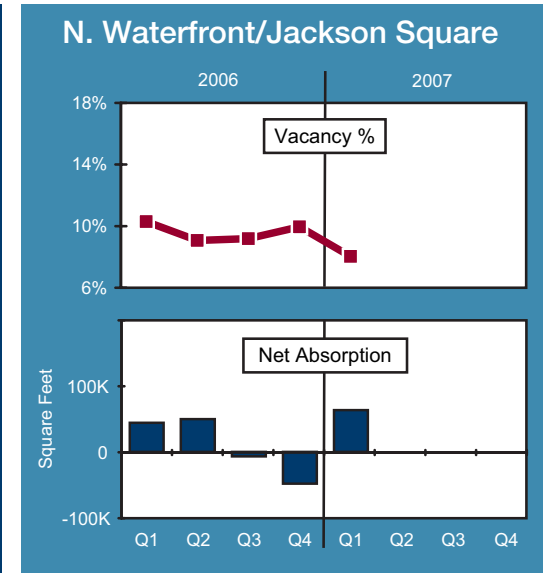 N. Waterfront/Jackson Square
2006 2007
18%
Vacancy %
14%
10%
6%
Net Absorption
Square Feet
100K
0
-100K
Q1 Q2 Q3 Q4 Q1 Q2 Q3 Q4